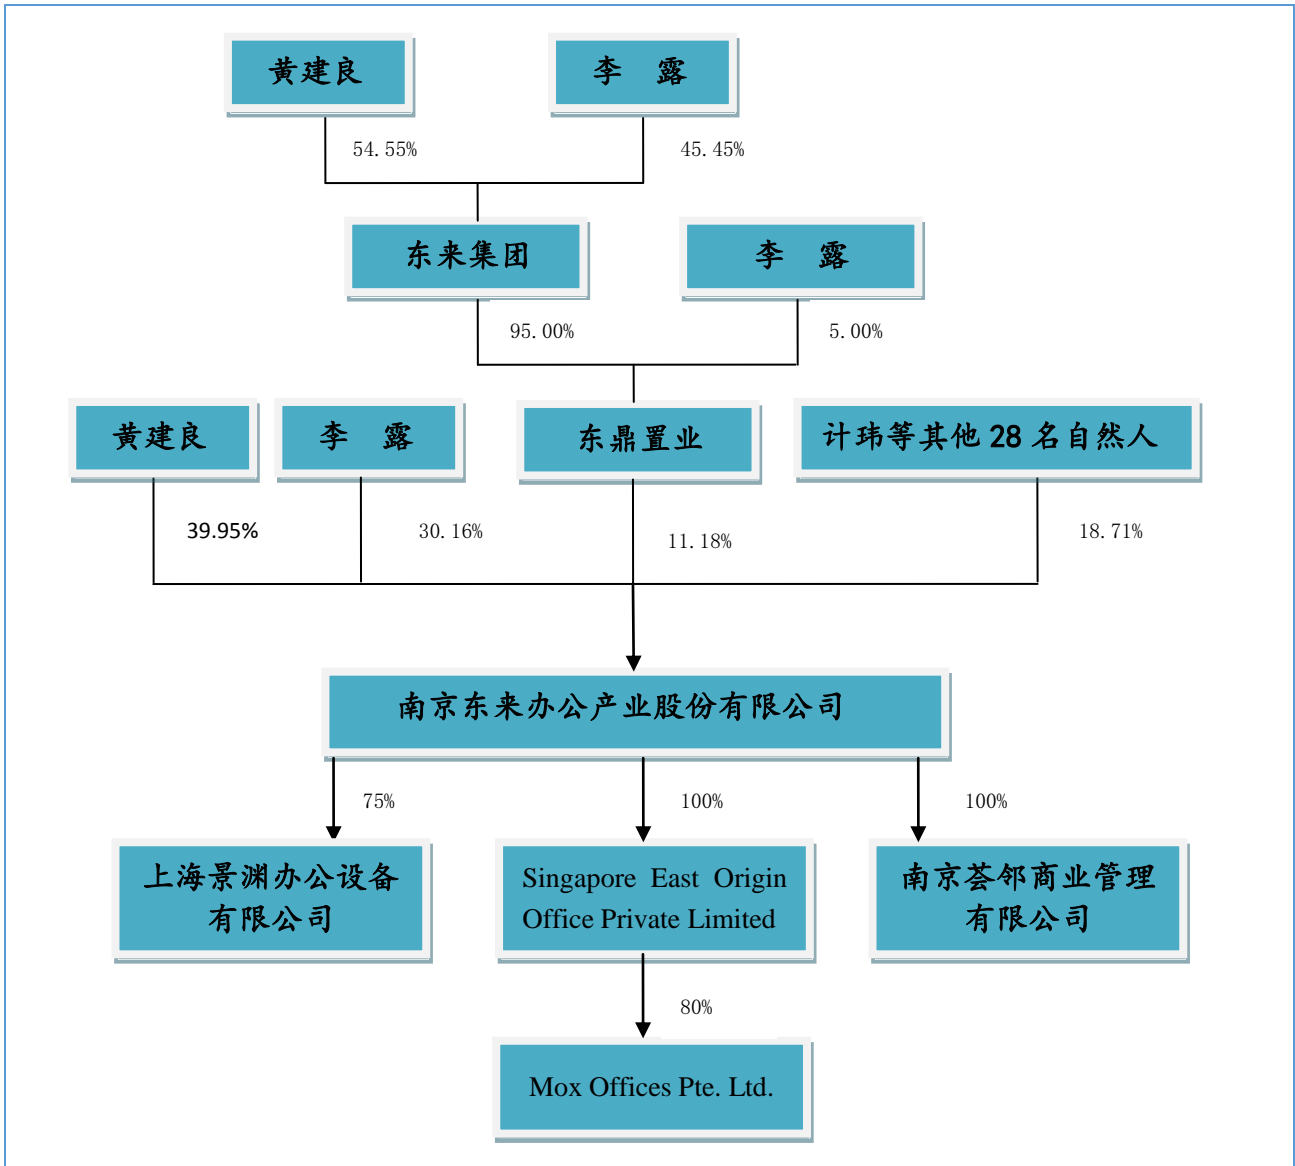 黄建良
李 露
54.55%
45.45%
东来集团
李 露
95.00%
5.00%
黄建良
李 露
东鼎置业
计玮等其他 28 名自然人
39.95%
30.16%
11.18%
18.71%
南京东来办公产业股份有限公司
75%
100%
100%
上海景渊办公设备
有限公司
Singapore East Origin
Office Private Limited
南京荟邻商业管理
有限公司
80%
Mox Offices Pte. Ltd.